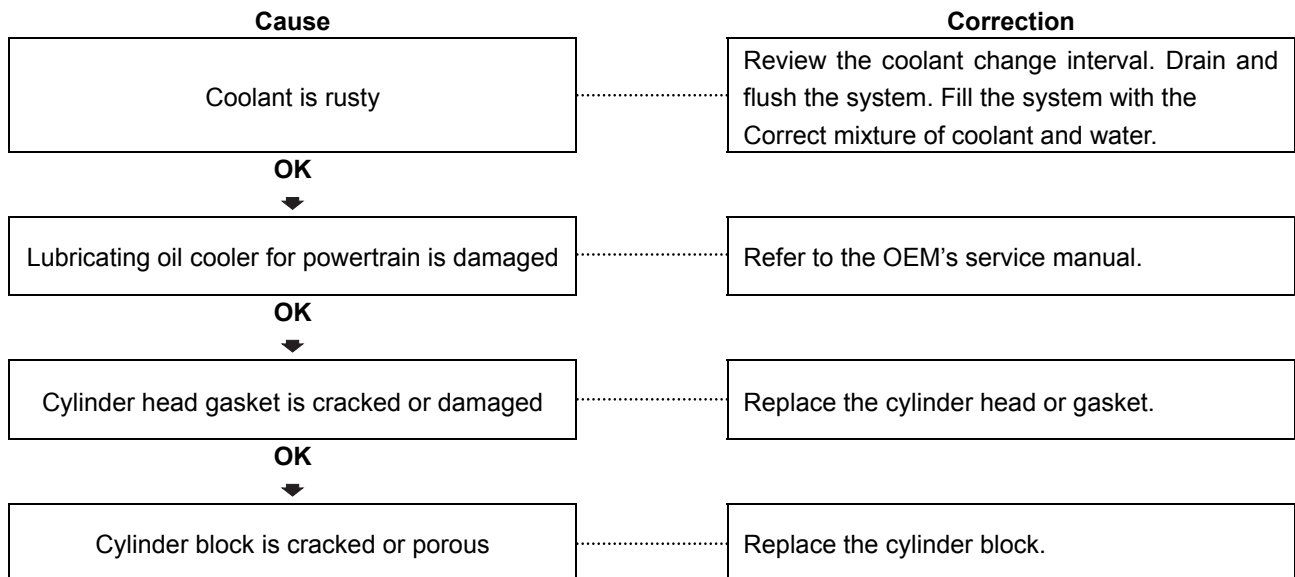 Cause
Correction
Coolant is rusty
Review the coolant change interval. Drain and
flush the system. Fill the system with the
Correct mixture of coolant and water.
OK
Lubricating oil cooler for powertrain is damaged
Refer to the OEM’s service manual.
OK
Cylinder head gasket is cracked or damaged
Replace the cylinder head or gasket.
OK
Cylinder block is cracked or porous
Replace the cylinder block.